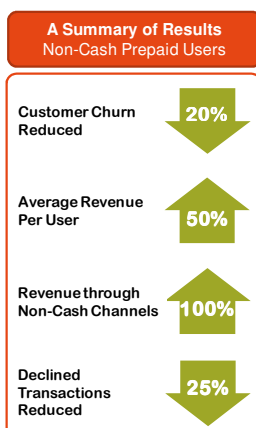 A Summary of Results
Non-Cash Prepaid Users
Customer Churn
Reduced
20%
Average Revenue
Per User
50%
Revenue through
Non-Cash Channels
100%
Declined
Transactions
Reduced
25%